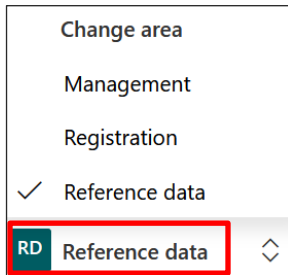 Change area
Management
Registration
Reference data
RD Reference data